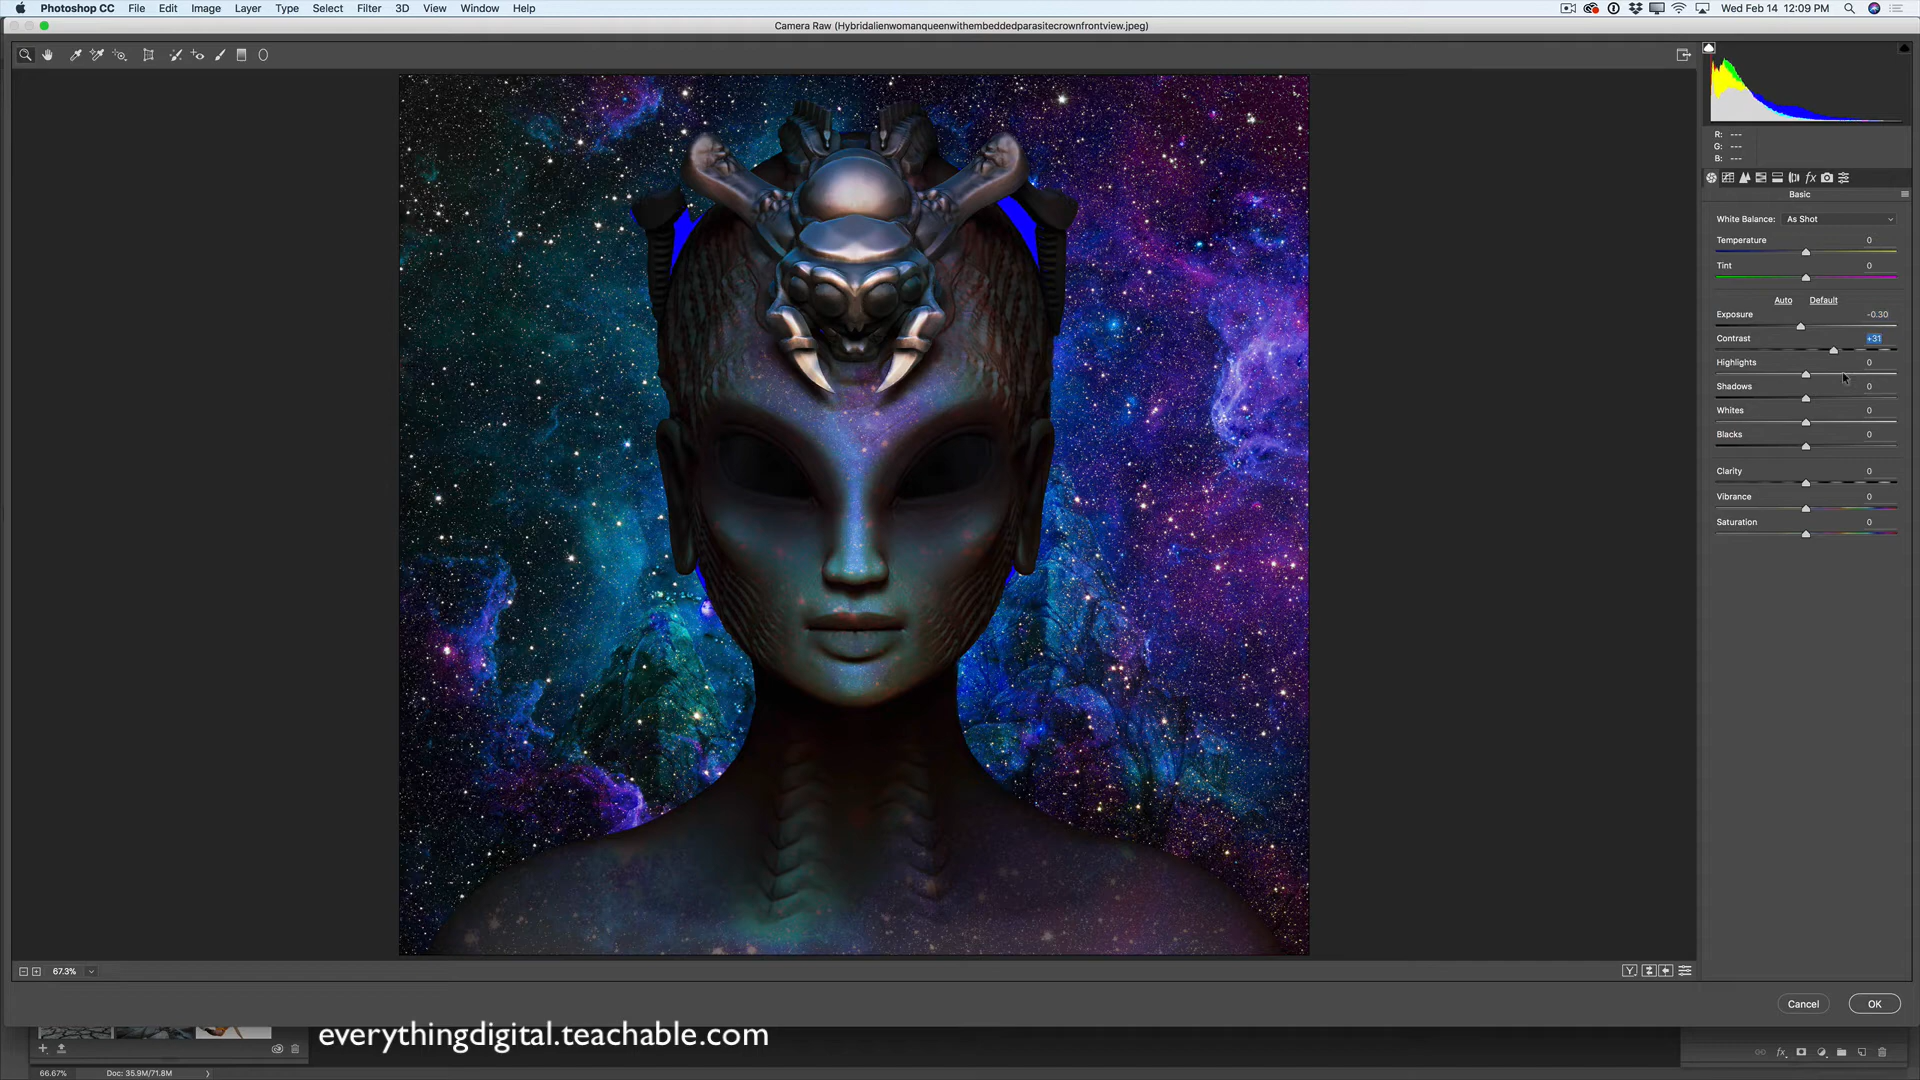 Photoshop CC File Edit Image Layer Type Select Filter 3D View Window Help Wed Feb 14 12:09 PM
Camera Raw (Hybridalienwomanqueenwithembeddedparasitecrownfrontview.jpeg)
R: ---
G: ---
B: ---
fx
Basic
White Balance: As Shot
Temperature 0
Tint 0
Auto Default
Exposure -0.30
Contrast +31
Highlights 0
Shadows 0
Whites 0
Blacks 0
Clarity 0
Vibrance 0
Saturation 0
67.3% Y
Cancel OK
everythingdigital.teachable.com
fx
66.67% Doc: 35.9M/71.8M